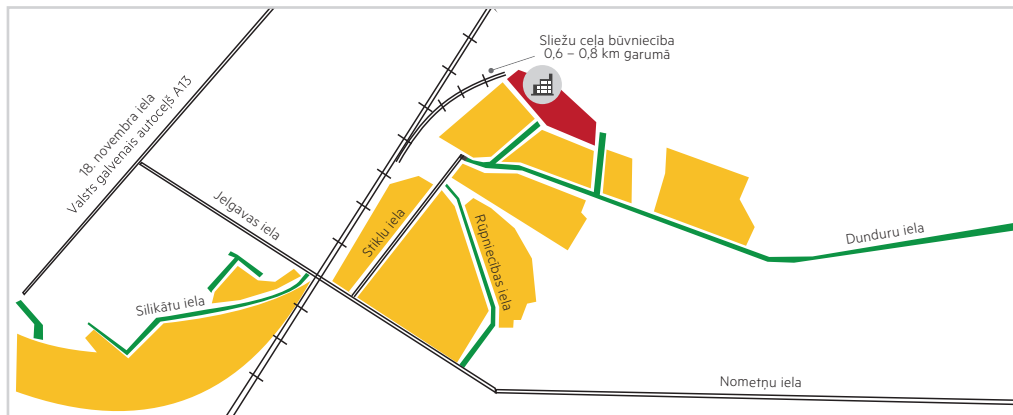 Sliežu ceļa būvniecība
0,6 – 0,8 km garumā
18. novembra iela
Valsts galvenais autoceļš A13
Jelgavas iela
Stiklu iela
Rūpniecības iela
Dunduru iela
Silikātu iela
Nometņu iela